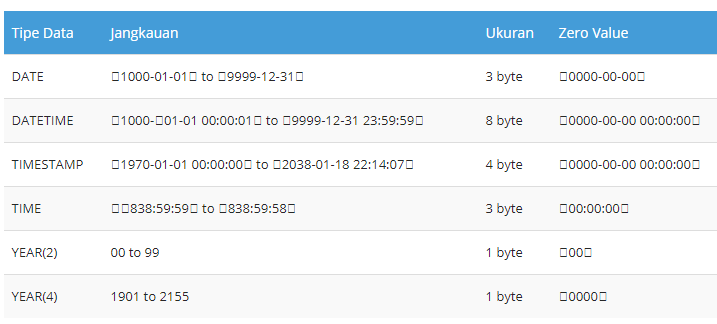 Tipe Data Jangkauan Ukuran Zero Value
DATE □1000-01-01□ to □9999-12-31□ 3 byte □0000-00-00□
DATETIME □1000-□01-01 00:00:01□ to □9999-12-31 23:59:59□ 8 byte □0000-00-00 00:00:00□
TIMESTAMP □1970-01-01 00:00:00□ to □2038-01-18 22:14:07□ 4 byte □0000-00-00 00:00:00□
TIME □□838:59:59□ to □838:59:58□ 3 byte □00:00:00□
YEAR(2) 00 to 99 1 byte □00□
YEAR(4) 1901 to 2155 1 byte □0000□